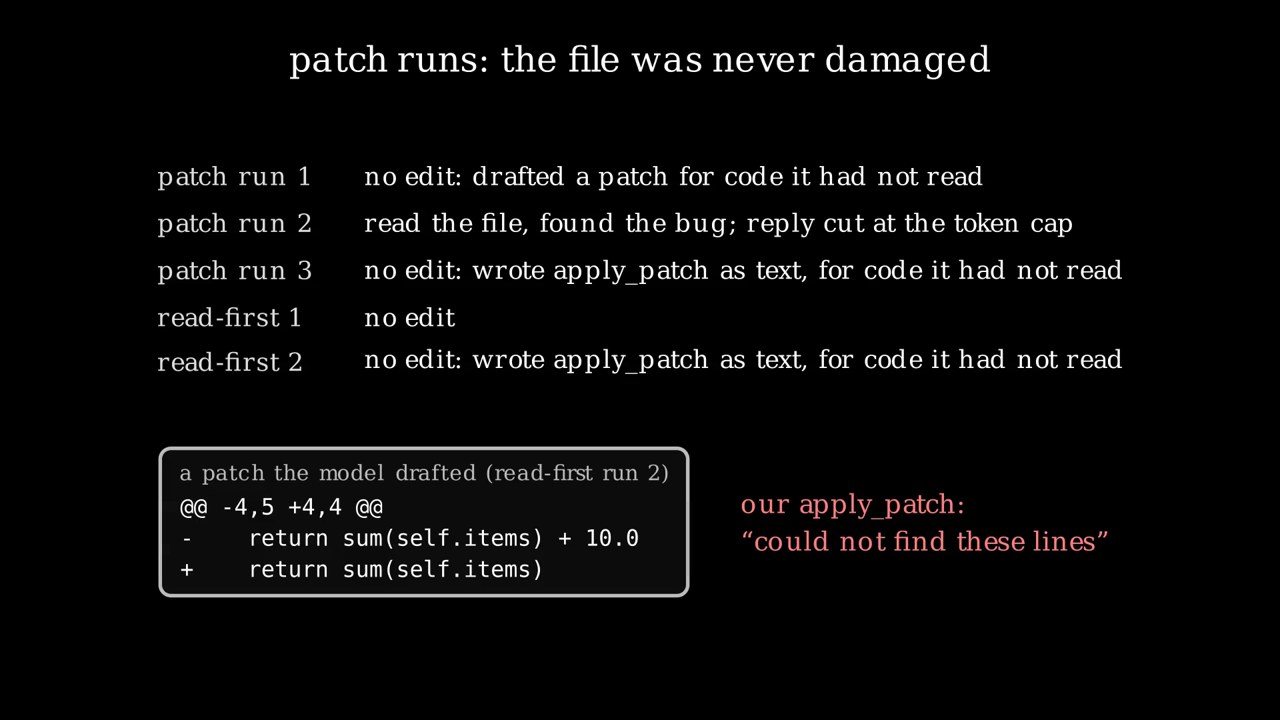 patch runs: the file was never damaged
patch run 1 no edit: drafted a patch for code it had not read
patch run 2 read the file, found the bug; reply cut at the token cap
patch run 3 no edit: wrote apply_patch as text, for code it had not read
read-first 1 no edit
read-first 2 no edit: wrote apply_patch as text, for code it had not read
a patch the model drafted (read-first run 2)
@@ -4,5 +4,4 @@
-    return sum(self.items) + 10.0
+    return sum(self.items)
our apply_patch:
“could not find these lines”